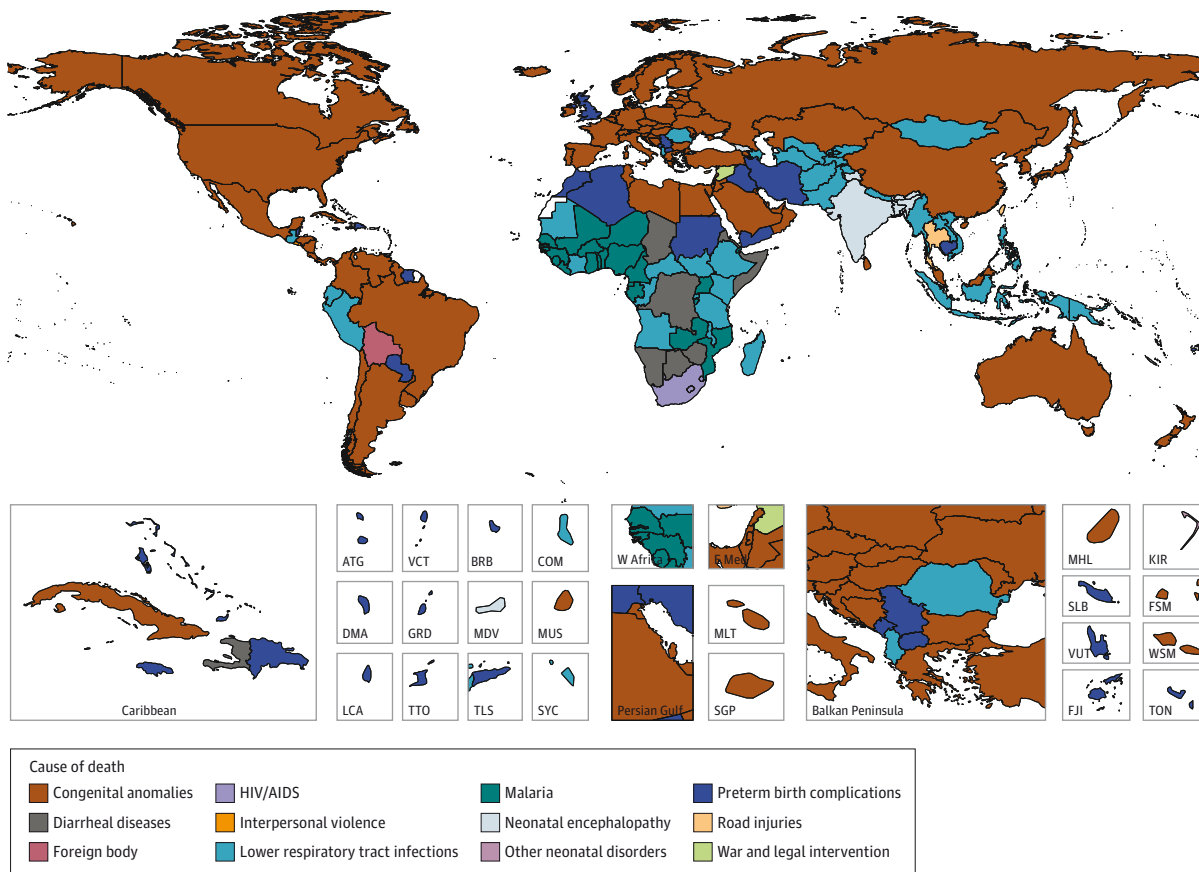 ATG
VCT
BRB
COM
W Africa
E Med
MHL
KIR
DMA
GRD
MDV
MUS
MLT
SLB
FSM
VUT
WSM
LCA
TTO
TLS
SYC
Caribbean
Persian Gulf
SGP
Balkan Peninsula
FJI
TON
Cause of death
Congenital anomalies
HIV/AIDS
Malaria
Preterm birth complications
Diarrheal diseases
Interpersonal violence
Neonatal encephalopathy
Road injuries
Foreign body
Lower respiratory tract infections
Other neonatal disorders
War and legal intervention